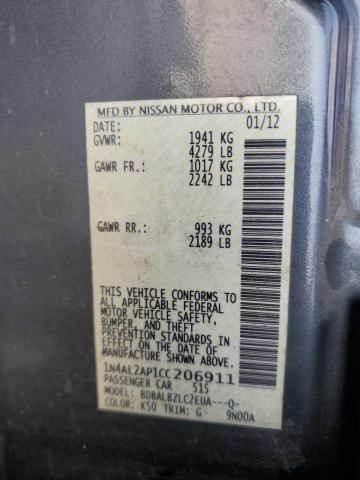 MFD BY NISSAN MOTOR CO., LTD.
DATE: 01/12
GVWR: 1941 KG
4279 LB
GAWR FR.: 1017 KG
2242 LB
GAWR RR.: 993 KG
2189 LB
THIS VEHICLE CONFORMS TO
ALL APPLICABLE FEDERAL
MOTOR VEHICLE SAFETY,
BUMPER, AND THEFT
PREVENTION STANDARDS IN
EFFECT ON THE DATE OF
MANUFACTURE SHOWN ABOVE.
1N4AL2AP1CC206911
PASSENGER CAR 515
MODEL: BDBALBZLC2EUA---Q-
COLOR: K50 TRIM: G 9N00A